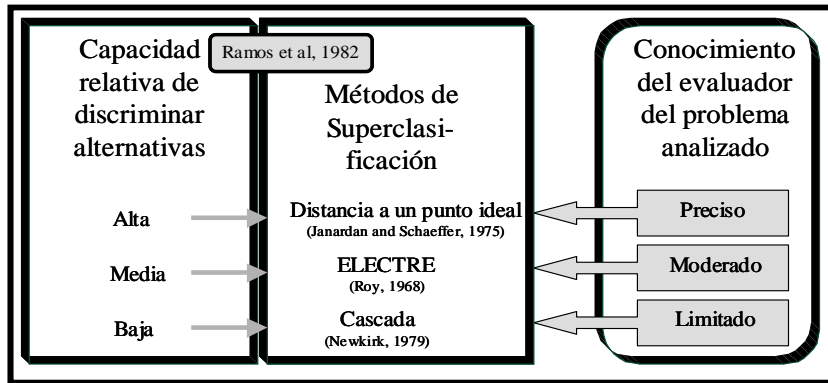 Capacidad
relativa de
discriminar
alternativas
Alta
Media
Baja
Ramos et al, 1982
Métodos de
Superclasi-
ficación
Distancia a un punto ideal
(Janardan and Schaeffer, 1975)
ELECTRE
(Roy, 1968)
Cascada
(Newkirk, 1979)
Conocimiento
del evaluador
del problema
analizado
Preciso
Moderado
Limitado